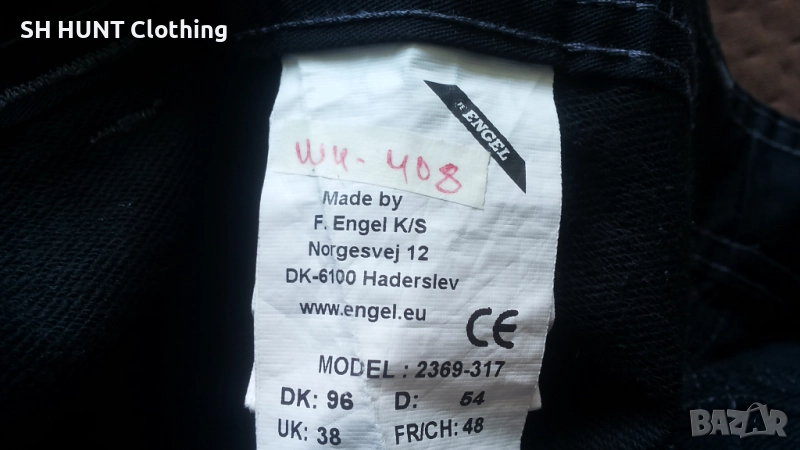 SH HUNT Clothing
F. ENGEL
WK-408
Made by
F. Engel K/S
Norgesvej 12
DK-6100 Haderslev
www.engel.eu
CE
MODEL : 2369-317
DK: 96 D: 54
UK: 38 FR/CH: 48
BAZAR